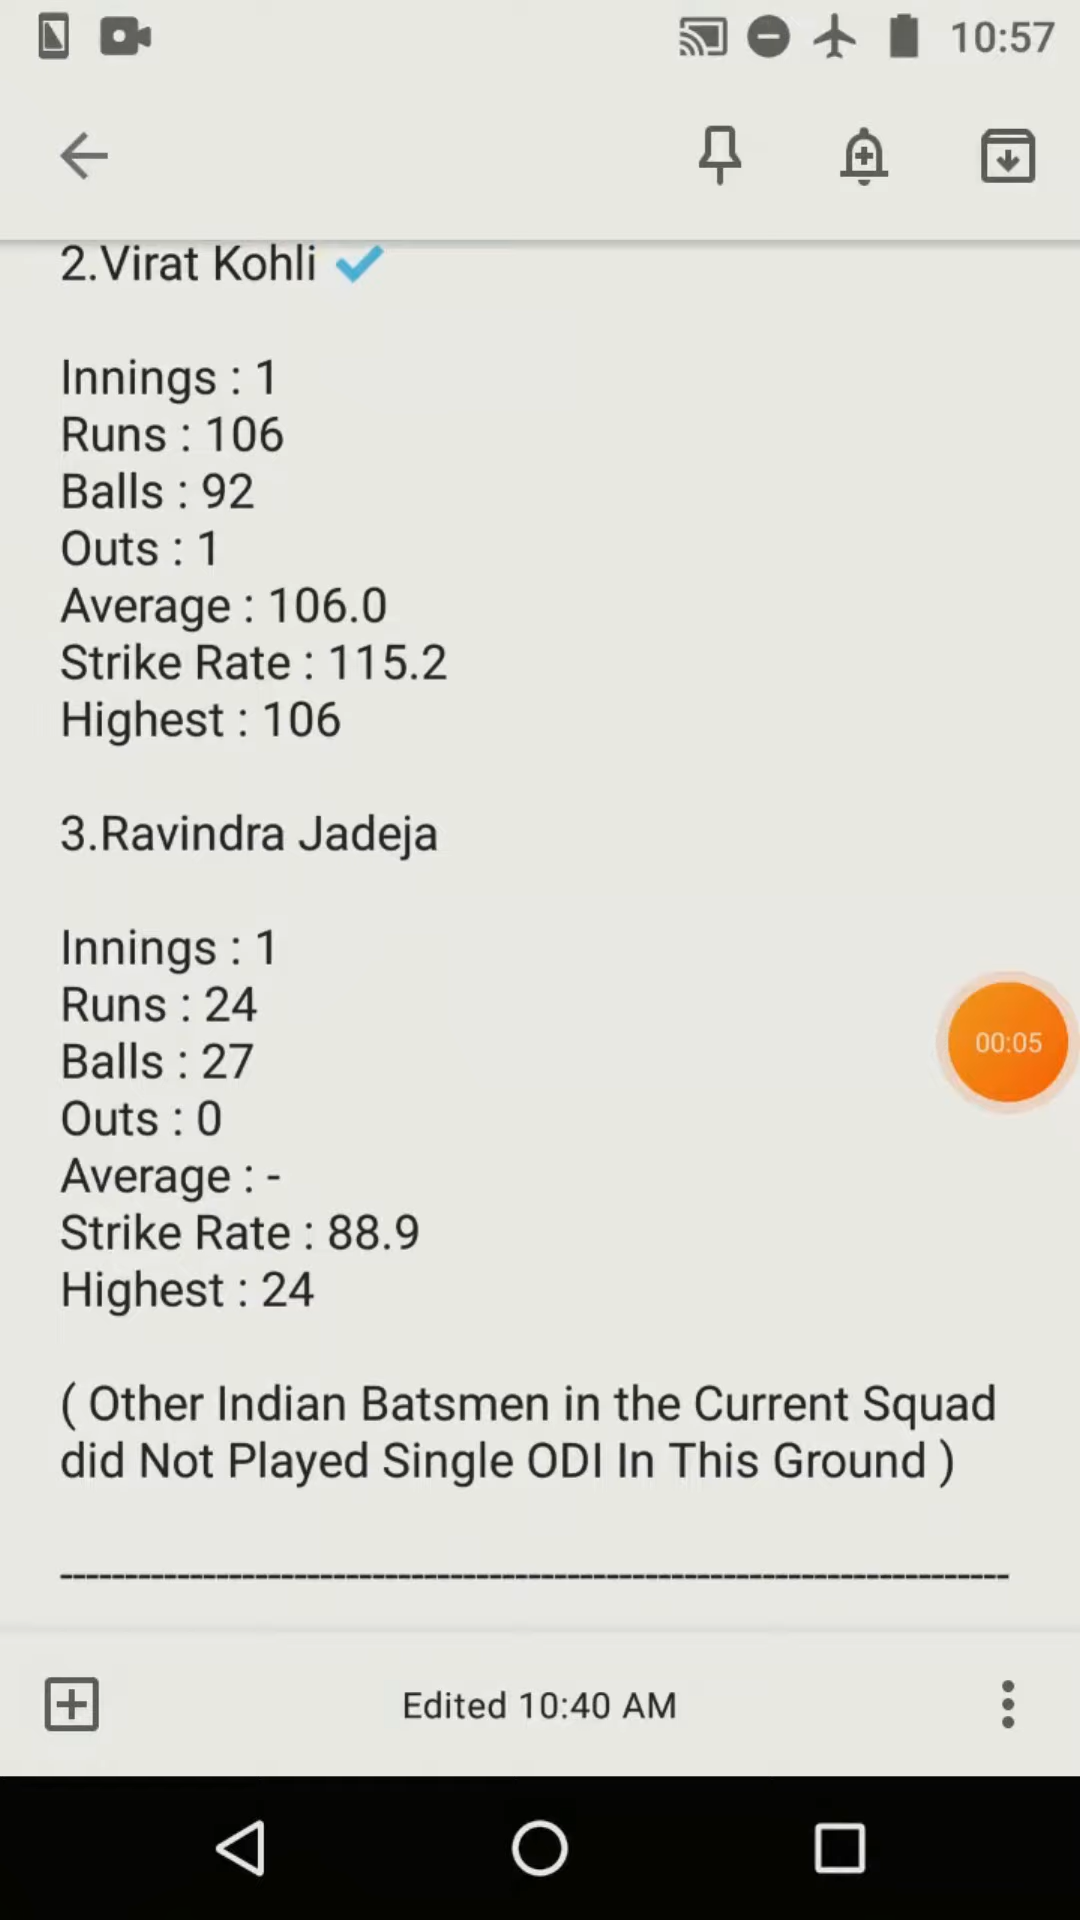 10:57
2.Virat Kohli ✔
Innings : 1
Runs : 106
Balls : 92
Outs : 1
Average : 106.0
Strike Rate : 115.2
Highest : 106
3.Ravindra Jadeja
Innings : 1
Runs : 24
Balls : 27
Outs : 0
Average : -
Strike Rate : 88.9
Highest : 24
00:05
( Other Indian Batsmen in the Current Squad
did Not Played Single ODI In This Ground )
-------------------------------------------------------------------------
Edited 10:40 AM